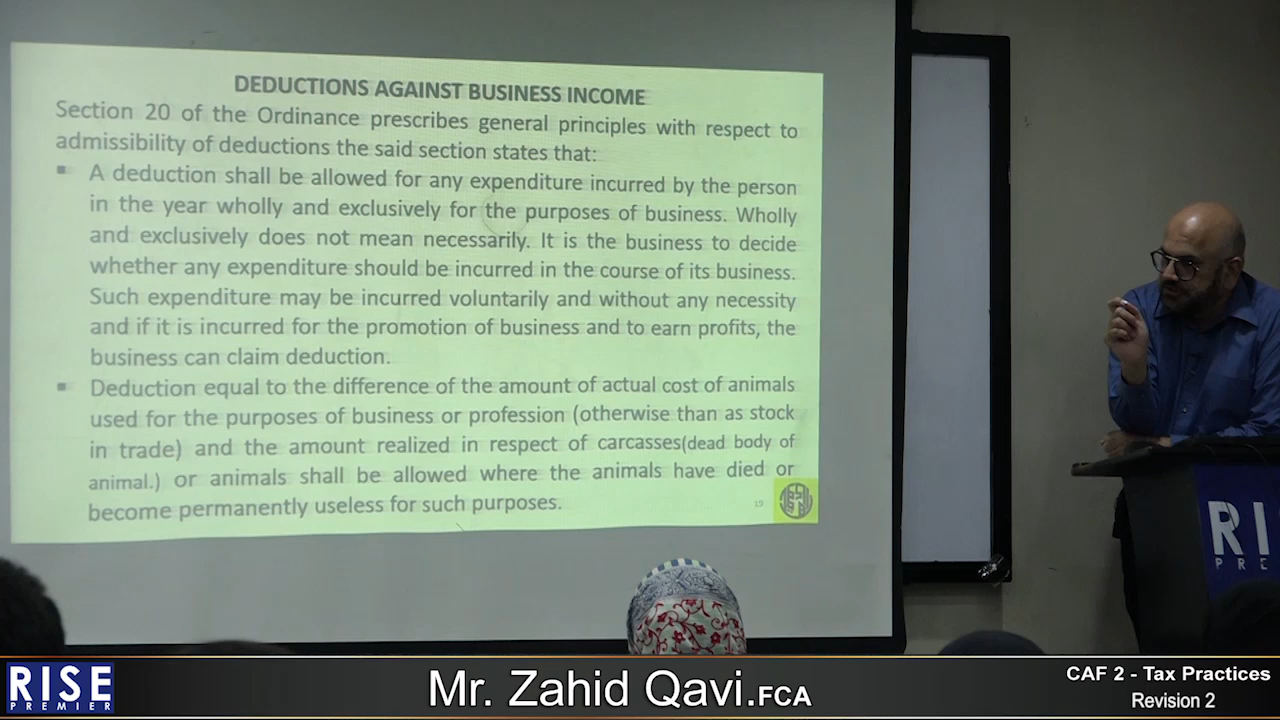 DEDUCTIONS AGAINST BUSINESS INCOME
Section 20 of the Ordinance prescribes general principles with respect to
admissibility of deductions the said section states that:
▪ A deduction shall be allowed for any expenditure incurred by the person
in the year wholly and exclusively for the purposes of business. Wholly
and exclusively does not mean necessarily. It is the business to decide
whether any expenditure should be incurred in the course of its business.
Such expenditure may be incurred voluntarily and without any necessity
and if it is incurred for the promotion of business and to earn profits, the
business can claim deduction.
▪ Deduction equal to the difference of the amount of actual cost of animals
used for the purposes of business or profession (otherwise than as stock
in trade) and the amount realized in respect of carcasses(dead body of
animal.) or animals shall be allowed where the animals have died or
become permanently useless for such purposes.
19
RI
PRE
RISE
PREMIER
Mr. Zahid Qavi.FCA
CAF 2 - Tax Practices
Revision 2